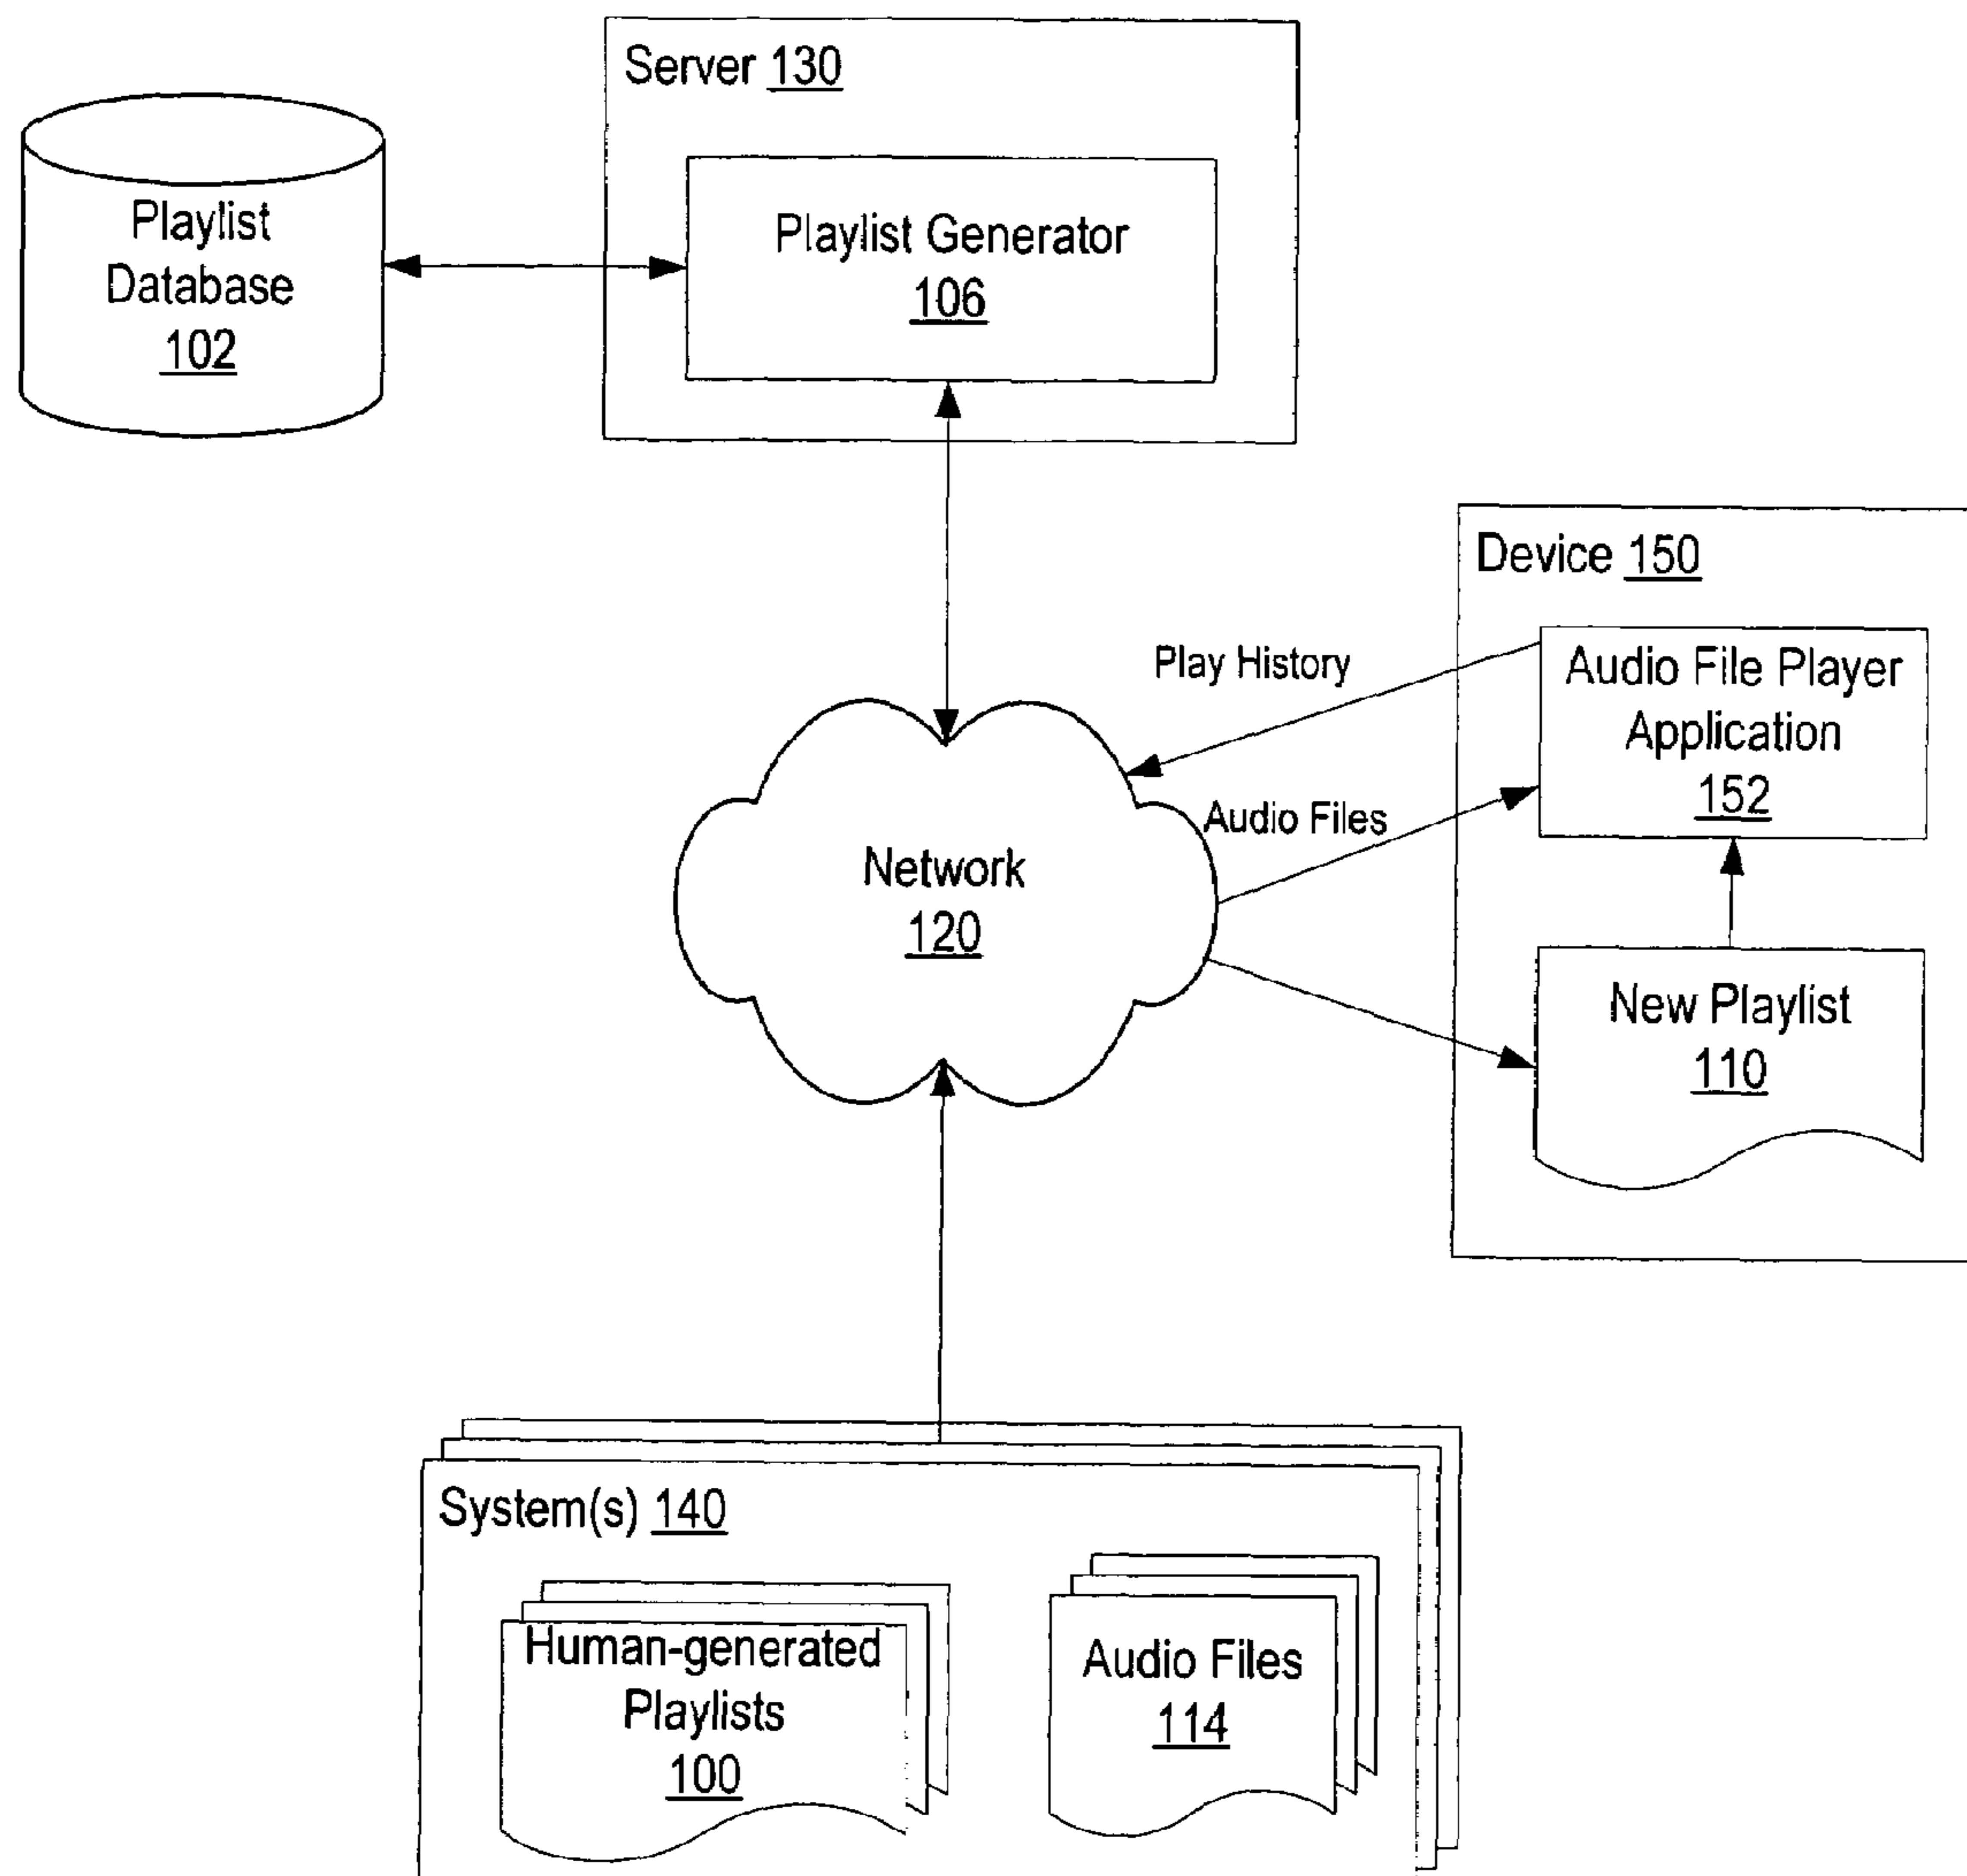 Server 130
Playlist
Database
102
Playlist Generator
106
Device 150
Play History
Audio File Player
Application
152
Audio Files
Network
120
New Playlist
110
System(s) 140
Human-generated
Playlists
100
Audio Files
114